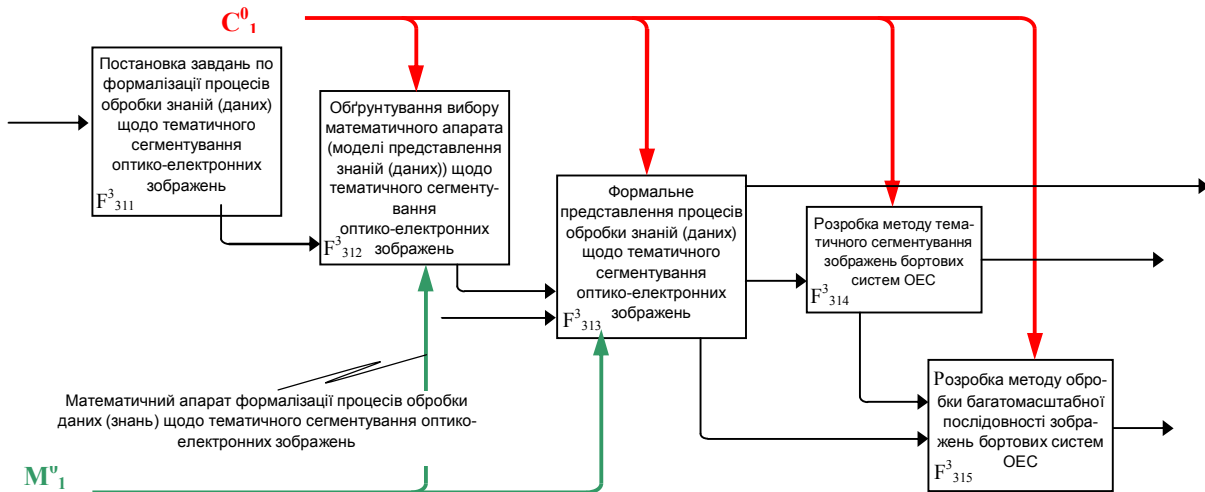 C⁰₁
Постановка завдань по
формалізації процесів
обробки знаній (даних)
щодо тематичного
сегментування
оптико-електронних
зображень
F³₃₁₁
Обґрунтування вибору
математичного апарата
(моделі представлення
знаній (даних)) щодо
тематичного сегменту-
вання
оптико-електронних
зображень
F³₃₁₂
Формальне
представлення процесів
обробки знаній (даних)
щодо тематичного
сегментування
оптико-електронних
зображень
F³₃₁₃
Розробка методу тема-
тичного сегментування
зображень бортових
систем ОЕС
F³₃₁₄
Розробка методу обро-
бки багатомасштабної
послідовності зобра-
жень бортових систем
ОЕС
F³₃₁₅
Математичний апарат формалізації процесів обробки
даних (знань) щодо тематичного сегментування оптико-
електронних зображень
M⁰₁